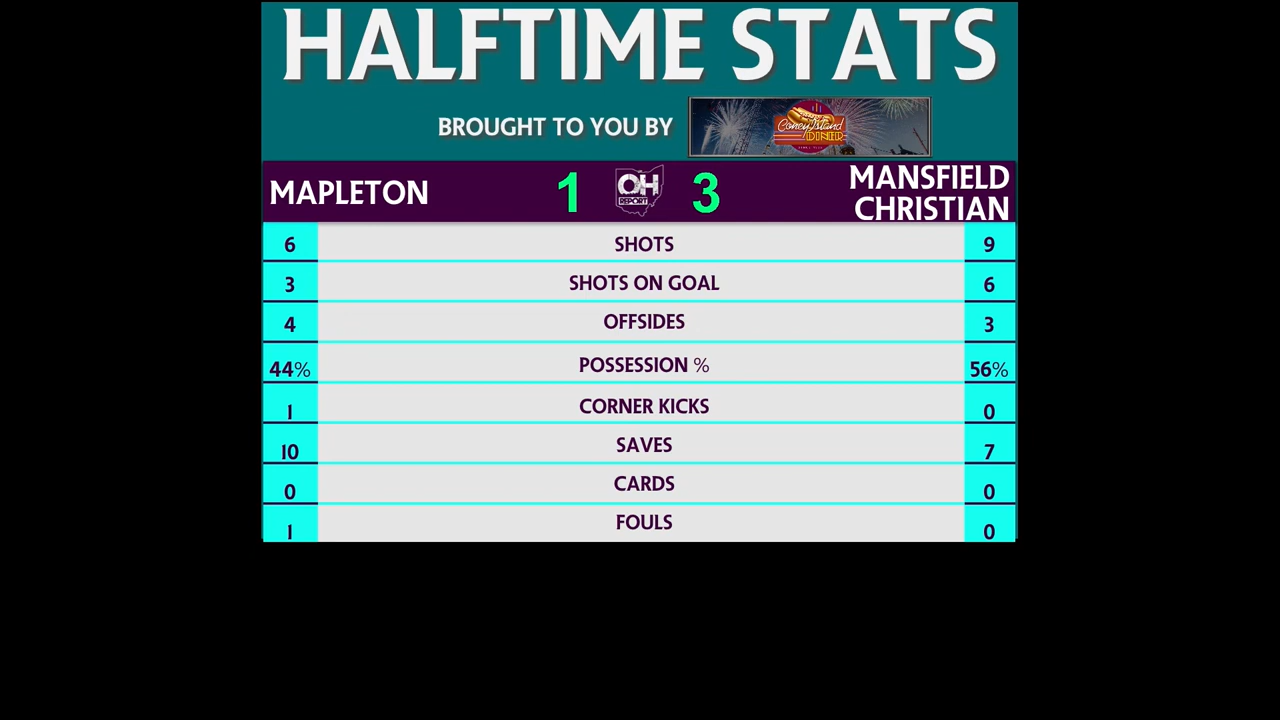 HALFTIME STATS
BROUGHT TO YOU BY
Coney Island
DINER
MAPLETON 1 OH REPORT 3 MANSFIELD CHRISTIAN
6 SHOTS 9
3 SHOTS ON GOAL 6
4 OFFSIDES 3
44% POSSESSION % 56%
1 CORNER KICKS 0
10 SAVES 7
0 CARDS 0
1 FOULS 0